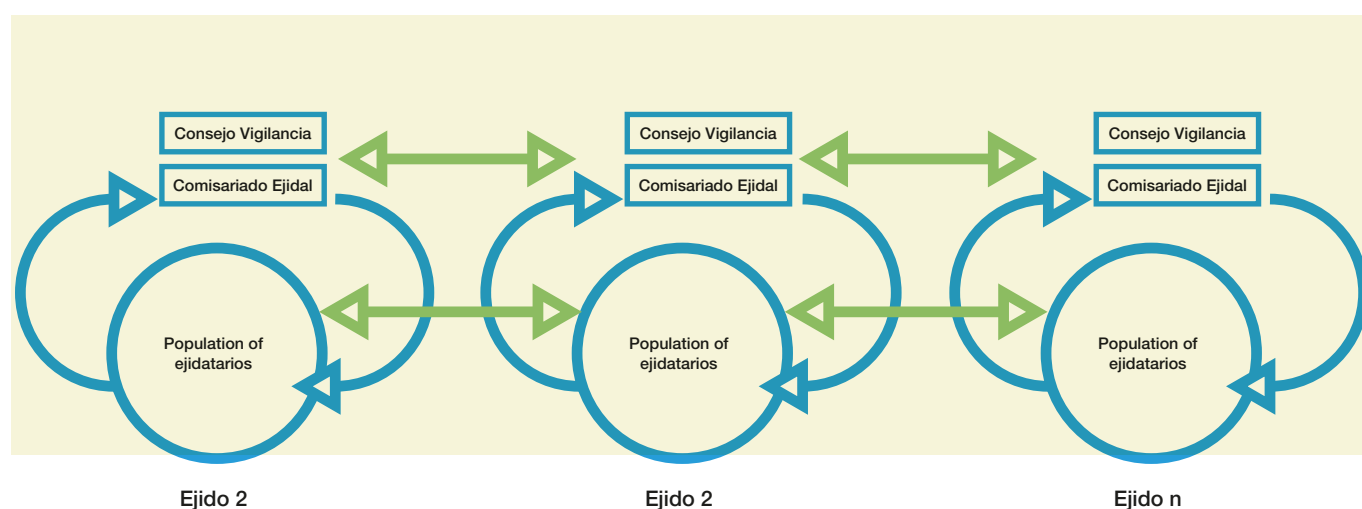 Consejo Vigilancia
Consejo Vigilancia
Consejo Vigilancia
Comisariado Ejidal
Comisariado Ejidal
Comisariado Ejidal
Population of
ejidatarios
Population of
ejidatarios
Population of
ejidatarios
Ejido 2
Ejido 2
Ejido n